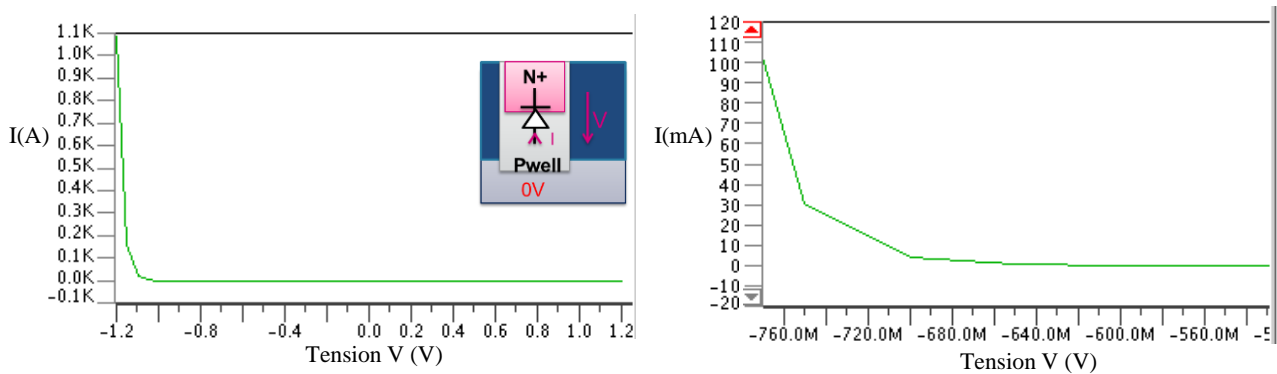 1.1K
1.0K
0.9K
0.8K
0.7K
0.6K
0.5K
0.4K
0.3K
0.2K
0.1K
0.0K
-0.1K
I(A)
-1.2 -0.8 -0.4 0.0 0.2 0.4 0.6 0.8 1.0 1.2
Tension V (V)
N+
V
I
Pwell
0V
120
110
100
90
80
70
60
50
40
30
20
10
0
-10
-20
I(mA)
-760.0M -720.0M -680.0M -640.0M -600.0M -560.0M
Tension V (V)